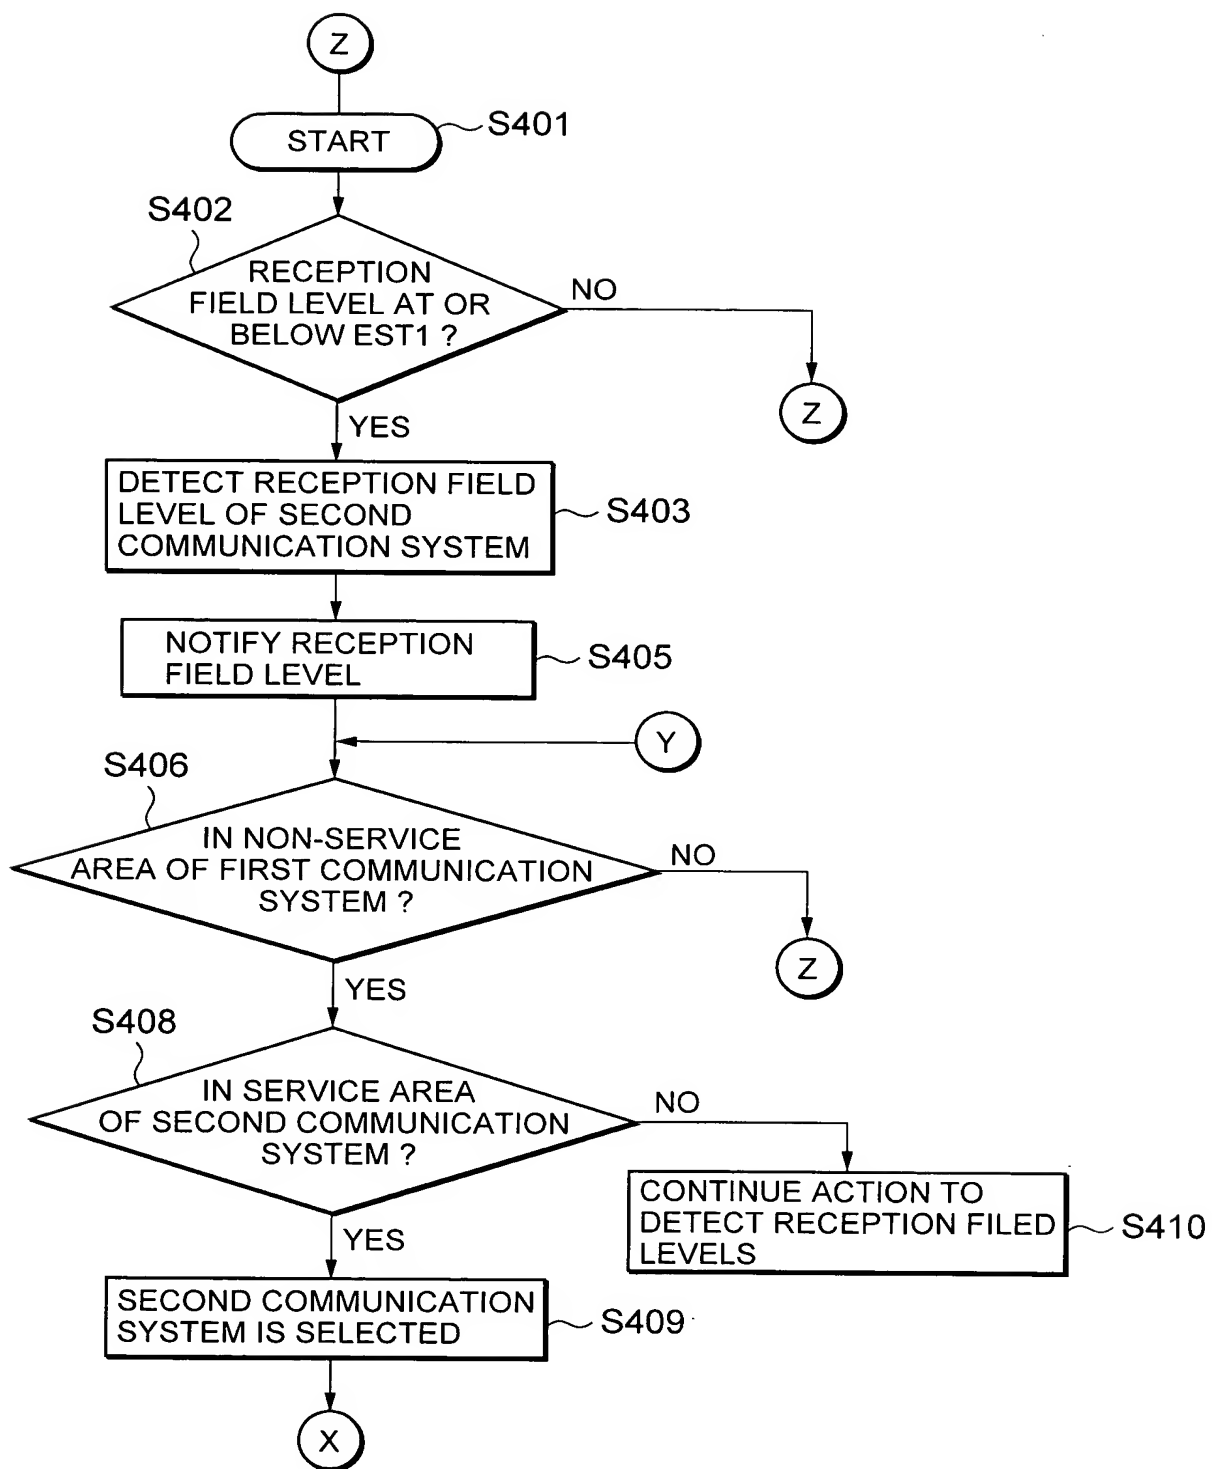 Z
START
S401
S402
RECEPTION
FIELD LEVEL AT OR
BELOW EST1 ?
NO
Z
YES
DETECT RECEPTION FIELD
LEVEL OF SECOND
COMMUNICATION SYSTEM
S403
NOTIFY RECEPTION
FIELD LEVEL
S405
Y
S406
IN NON-SERVICE
AREA OF FIRST COMMUNICATION
SYSTEM ?
NO
Z
YES
S408
IN SERVICE AREA
OF SECOND COMMUNICATION
SYSTEM ?
NO
CONTINUE ACTION TO
DETECT RECEPTION FILED
LEVELS
S410
YES
SECOND COMMUNICATION
SYSTEM IS SELECTED
S409
X